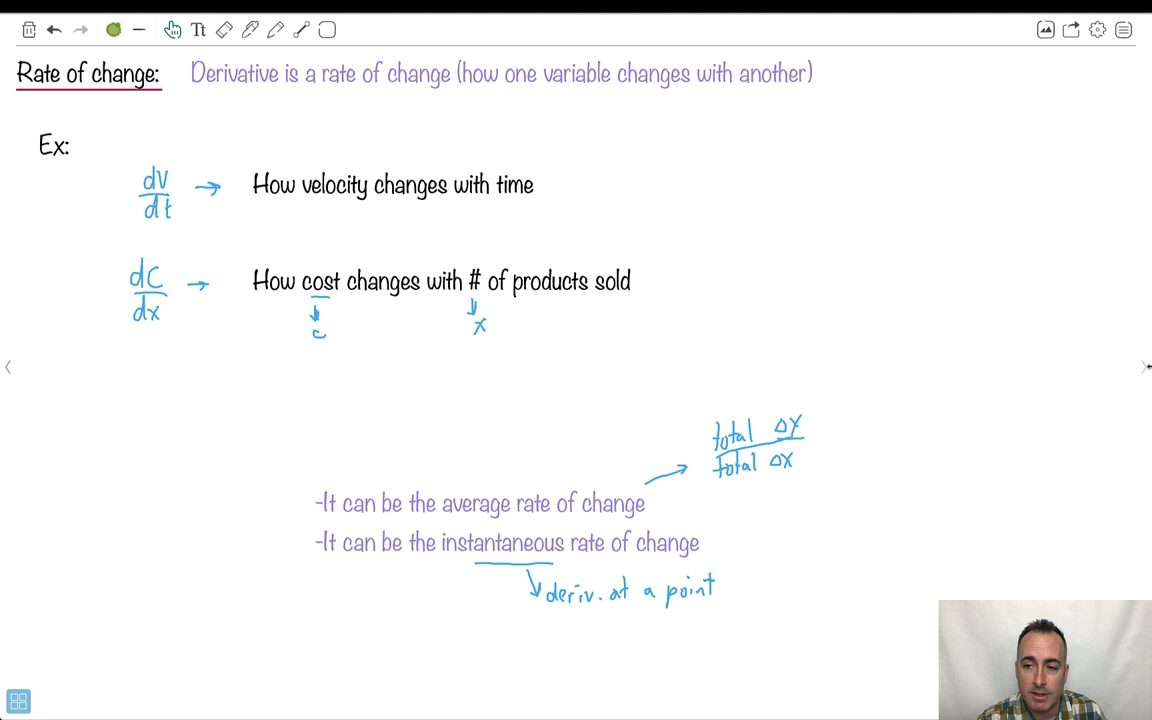 Tt
Rate of change: Derivative is a rate of change (how one variable changes with another)
Ex:
dv
dt
→ How velocity changes with time
dC
dx
→ How cost changes with # of products sold
c
x
total Δy
total Δx
-It can be the average rate of change
-It can be the instantaneous rate of change
deriv. at a point